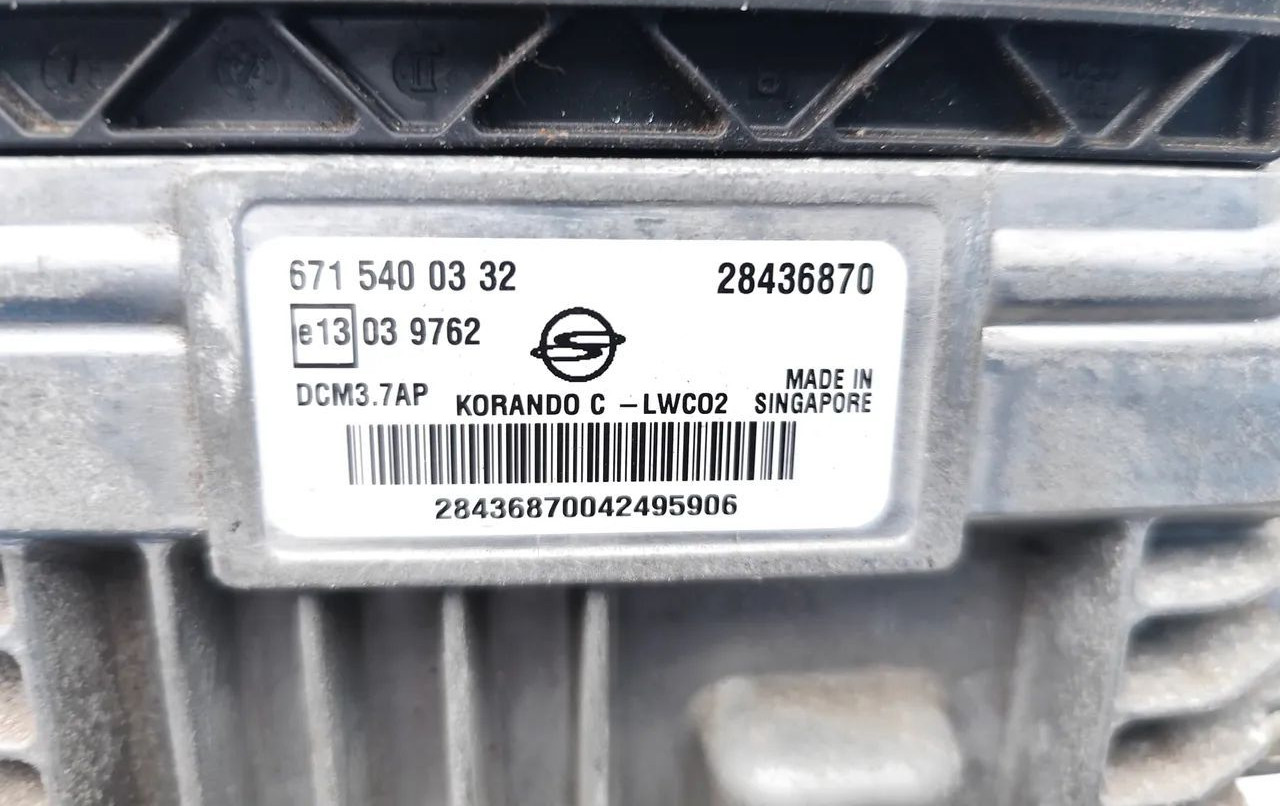 671 540 03 32 28436870
e13 03 9762
DCM3.7AP KORANDO C -LWC02 MADE IN SINGAPORE
28436870042495906